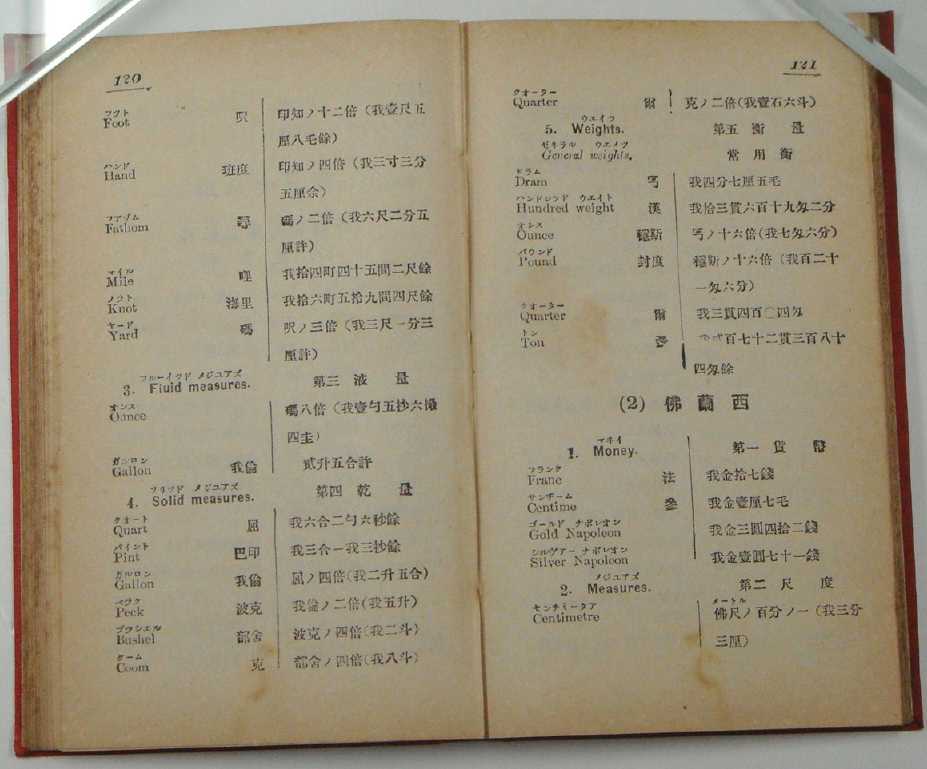 120
フツト
Foot 呎 印知ノ十二倍 (我壹尺五
厘八毛餘)
ハンド
Hand 班度 印知ノ四倍 (我三寸三分
五厘余)
フアゾム
Fathom 尋 碼ノ二倍 (我六尺二分五
厘許)
マイル
Mile 哩 我拾四町四十五間二尺餘
ノツト
Knot 海里 我拾六町五拾九間四尺餘
ヤード
Yard 碼 呎ノ三倍 (我三尺一分三
厘許)
フルーイツド メジユアズ
3. Fluid measures. 第三 液量
オンス
Ounce 八倍 (我壹勺五抄六撮
四圭)
ガルロン
Gallon 我倫 貳升五合許
ソリツド メジユアズ
4. Solid measures. 第四 乾量
クオート
Quart 屈 我六合二勺六秒餘
パイント
Pint 巴印 我三合一我三抄餘
ガルロン
Gallon 我倫 ノ四倍(我二升五合)
ペツク
Peck 波克 我倫ノ二倍(我五升)
ブウシエル
Bushel 部舍 波克ノ四倍(我二斗)
クーム
Coom 克 部舍ノ四倍(我八斗)
121
クオーター
Quarter 爾 克ノ二倍(我壹石六斗)
ウエイツ
5. Weights. 第五 衡量
ゼネラル ウエイツ
General weights. 常用衡
ドラム
Dram 我四分七厘五毛
ハンドレツド ウエイト
Hundred weight 漢 我拾三貫六百十九匁二分
オンス
Ounce 穏斯 ノ十六倍(我七匁六分)
パウンド
Pound 封度 穏斯ノ十六倍 (我百二十
一匁六分)
クオーター
Quarter 爾 我三貫四百〇四匁
トン
Ton 百七十二貫三百八十
四匁餘
(2) 佛蘭西
マネイ
1. Money. 第一 貨幣
フランク
Franc 法 我金拾七錢
サンチーム
Centime 參 我金壹厘七毛
ゴールド ナポレオン
Gold Napoleon 我金三圓四拾二錢
シルヴアー ナポレオン
Silver Napoleon 我金壹圓七十一錢
メジユアズ
2. Measures. 第二 尺度
センチミータア メートル
Centimetre 佛尺ノ百分ノ一 (我三分
三厘)